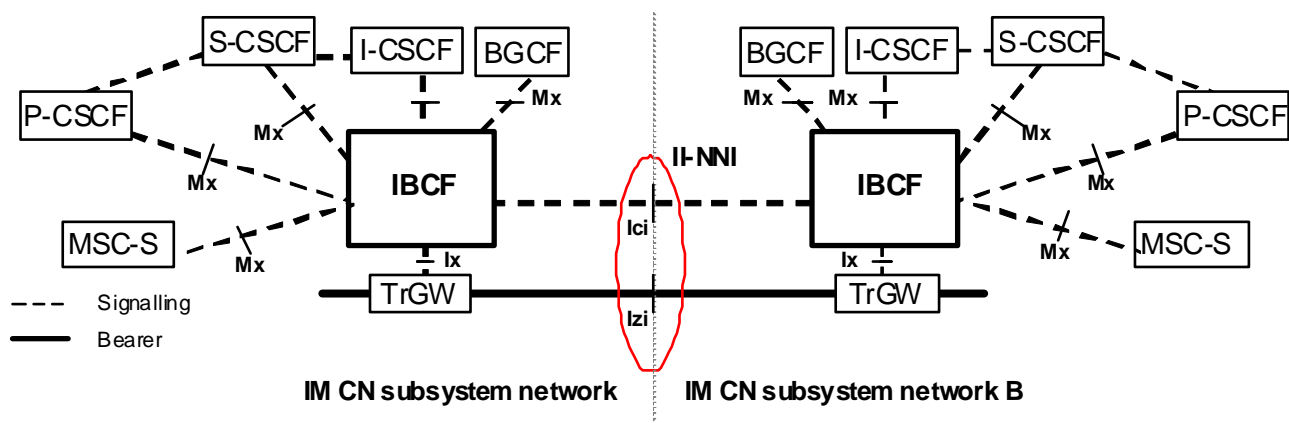 S-CSCF
I-CSCF
BGCF
BGCF
I-CSCF
S-CSCF
P-CSCF
Mx
Mx
Mx
Mx
Mx
P-CSCF
Mx
IBCF
II-NNI
IBCF
Mx
MSC-S
Mx
Ici
Mx
MSC-S
Ix
Ix
TrGW
TrGW
Signalling
Izi
Bearer
IM CN subsystem network
IM CN subsystem network B